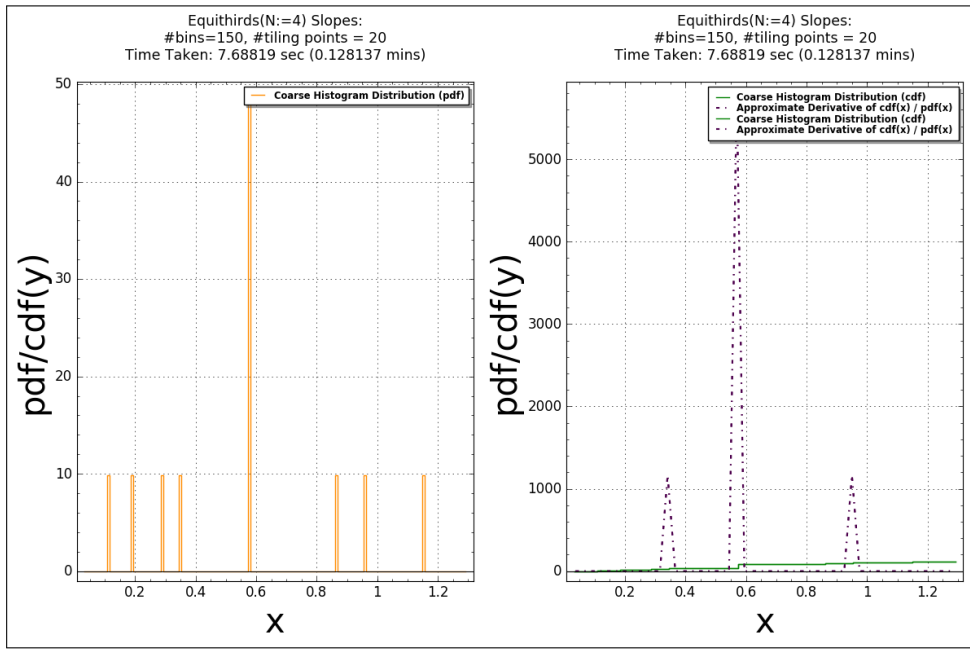 Equithirds(N:=4) Slopes:
#bins=150, #tiling points = 20
Time Taken: 7.68819 sec (0.128137 mins)
50
40
30
20
10
0
pdf/cdf(y)
Coarse Histogram Distribution (pdf)
0.2
0.4
0.6
0.8
1
1.2
x
Equithirds(N:=4) Slopes:
#bins=150, #tiling points = 20
Time Taken: 7.68819 sec (0.128137 mins)
Coarse Histogram Distribution (cdf)
Approximate Derivative of cdf(x) / pdf(x)
Coarse Histogram Distribution (cdf)
Approximate Derivative of cdf(x) / pdf(x)
5000
4000
3000
2000
1000
0
pdf/cdf(y)
0.2
0.4
0.6
0.8
1
1.2
x